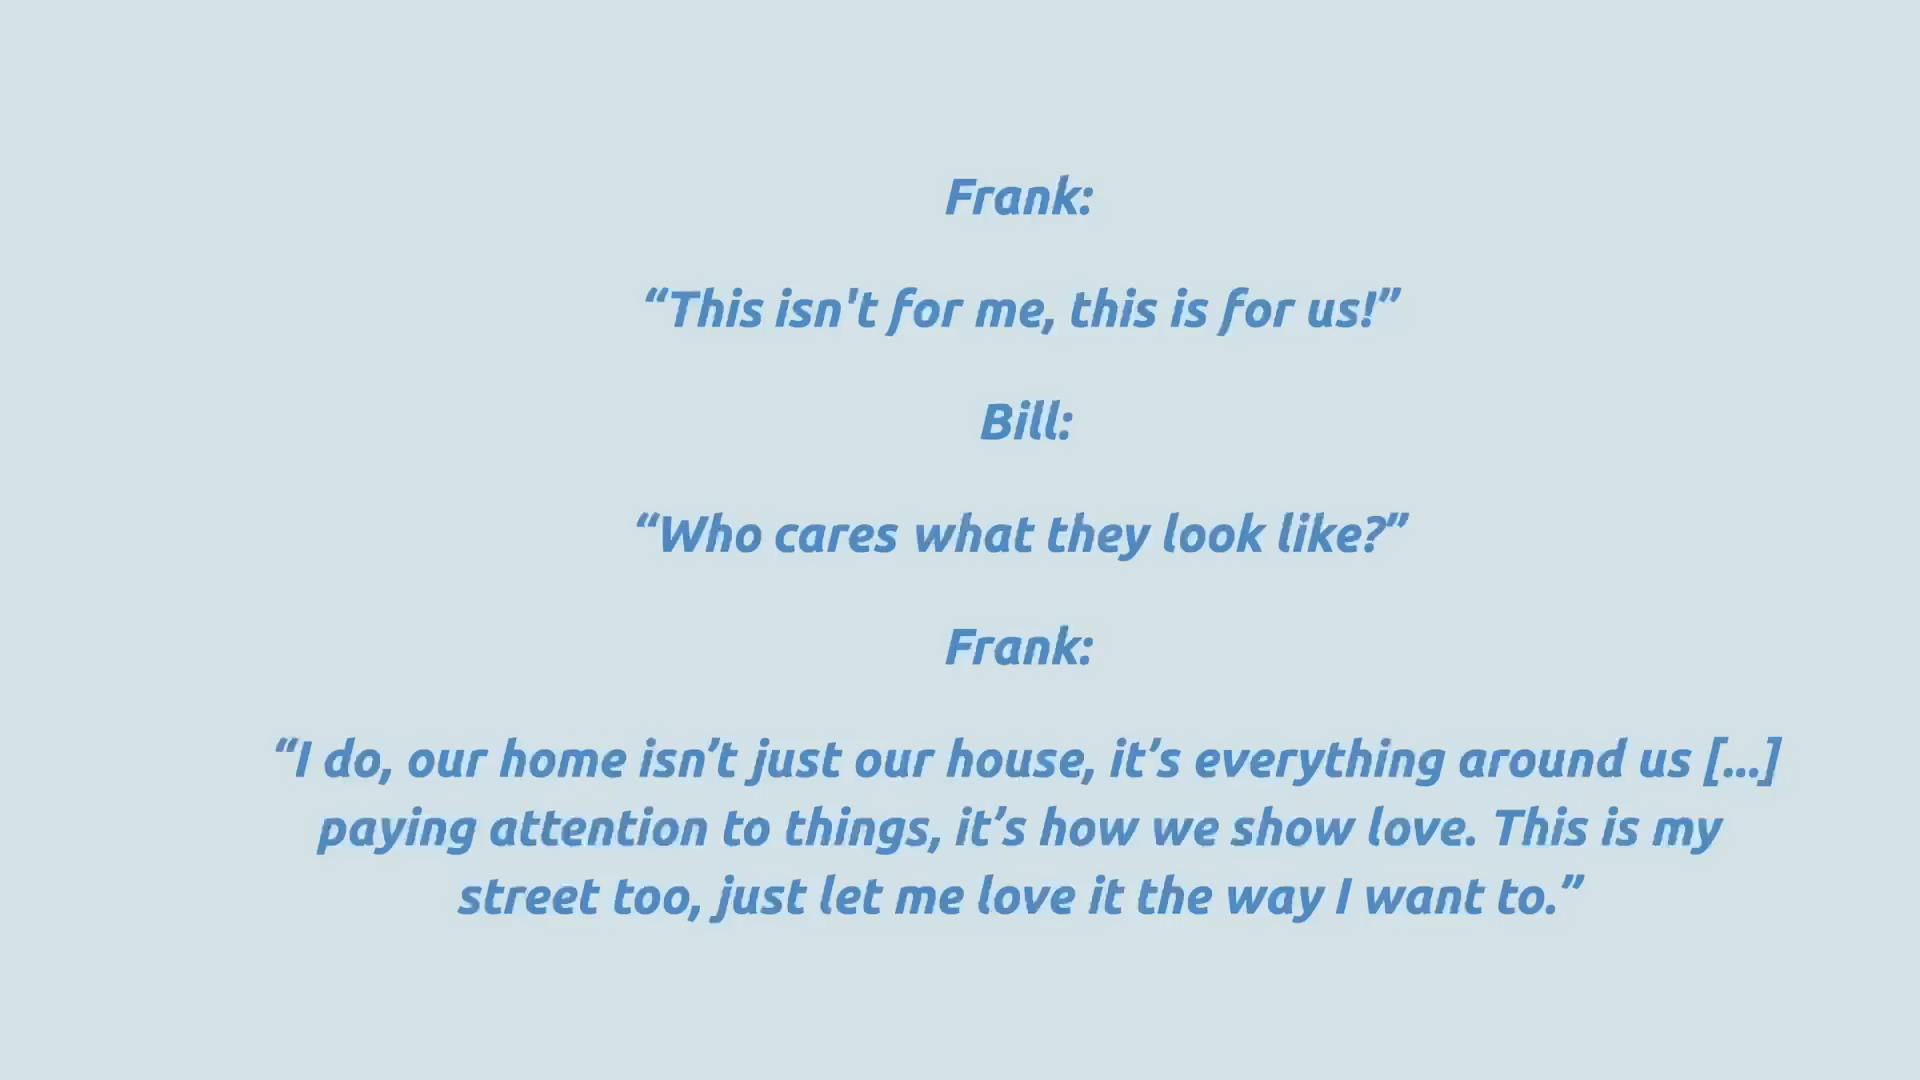 Frank:
“This isn't for me, this is for us!”
Bill:
“Who cares what they look like?”
Frank:
“I do, our home isn’t just our house, it’s everything around us [...]
paying attention to things, it’s how we show love. This is my
street too, just let me love it the way I want to.”